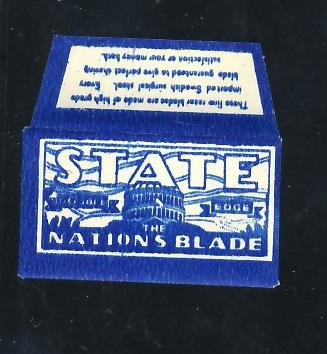 These fine razor blades are made of high grade
imported Swedish surgical steel. Every
blade guaranteed to give perfect shaving
satisfaction or your money back.
STATE
DOUBLE EDGE
THE
NATIONS BLADE